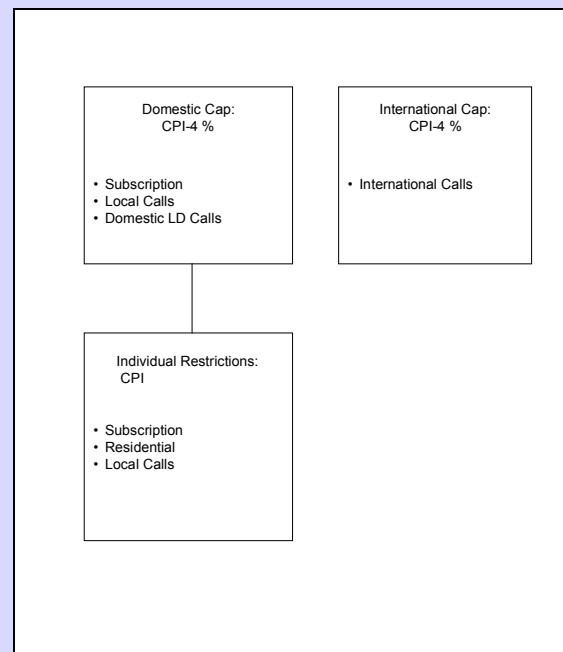 Domestic Cap:
CPI-4 %
• Subscription
• Local Calls
• Domestic LD Calls
International Cap:
CPI-4 %
• International Calls
Individual Restrictions:
CPI
• Subscription
• Residential
• Local Calls